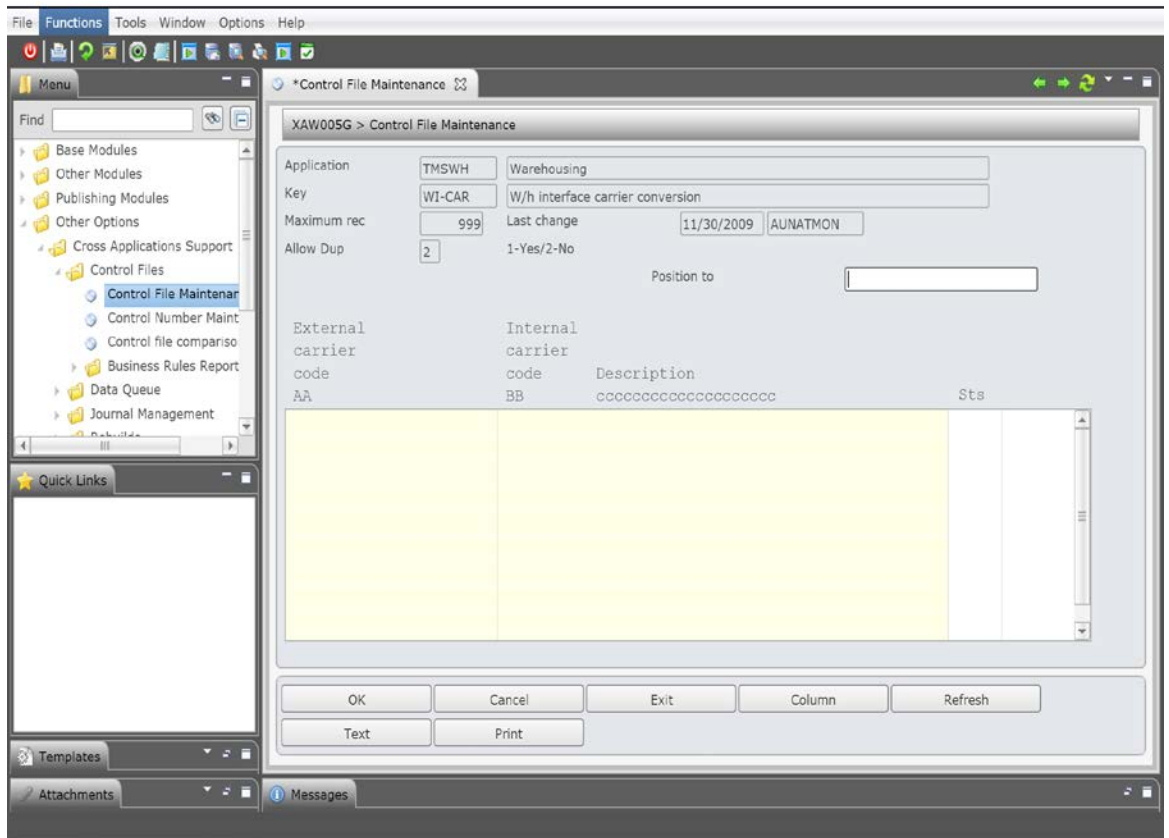 File Functions Tools Window Options Help
Menu
Find
Base Modules
Other Modules
Publishing Modules
Other Options
Cross Applications Support
Control Files
Control File Maintenar
Control Number Maint
Control file compariso
Business Rules Report
Data Queue
Journal Management
Quick Links
Templates
Attachments
*Control File Maintenance
XAW005G > Control File Maintenance
Application TMSWH Warehousing
Key WI-CAR W/h interface carrier conversion
Maximum rec 999 Last change 11/30/2009 AUNATMON
Allow Dup 2 1-Yes/2-No
Position to
External Internal
carrier carrier
code code Description
AA BB cccccccccccccccccccc Sts
OK Cancel Exit Column Refresh
Text Print
Messages